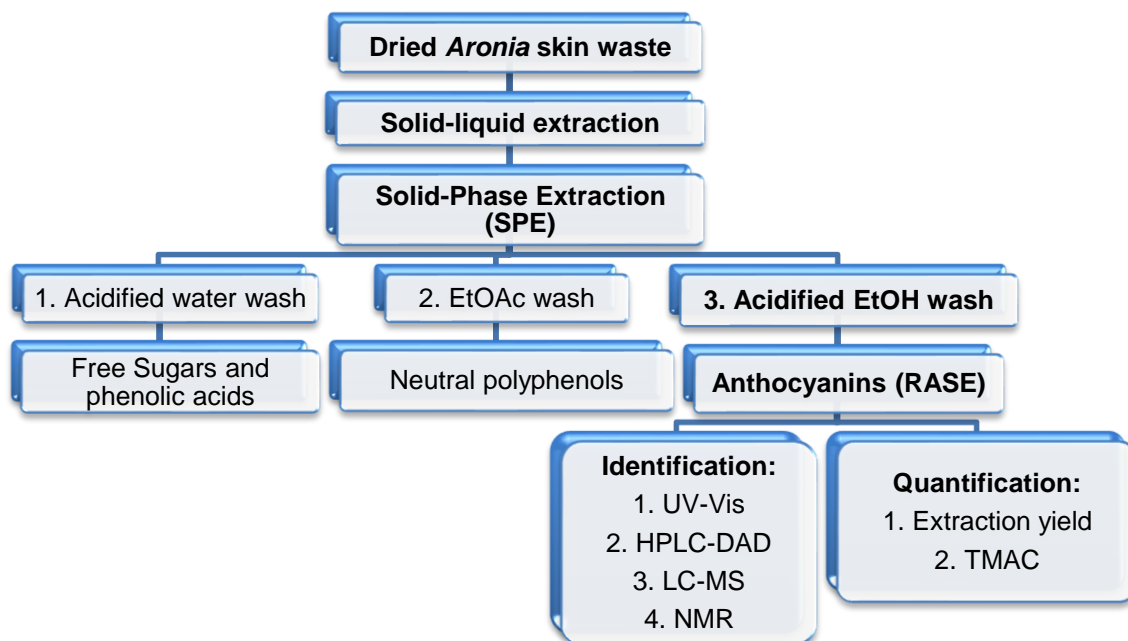 Dried Aronia skin waste
Solid-liquid extraction
Solid-Phase Extraction
(SPE)
1. Acidified water wash
2. EtOAc wash
3. Acidified EtOH wash
Free Sugars and
phenolic acids
Neutral polyphenols
Anthocyanins (RASE)
Identification:
1. UV-Vis
2. HPLC-DAD
3. LC-MS
4. NMR
Quantification:
1. Extraction yield
2. TMAC